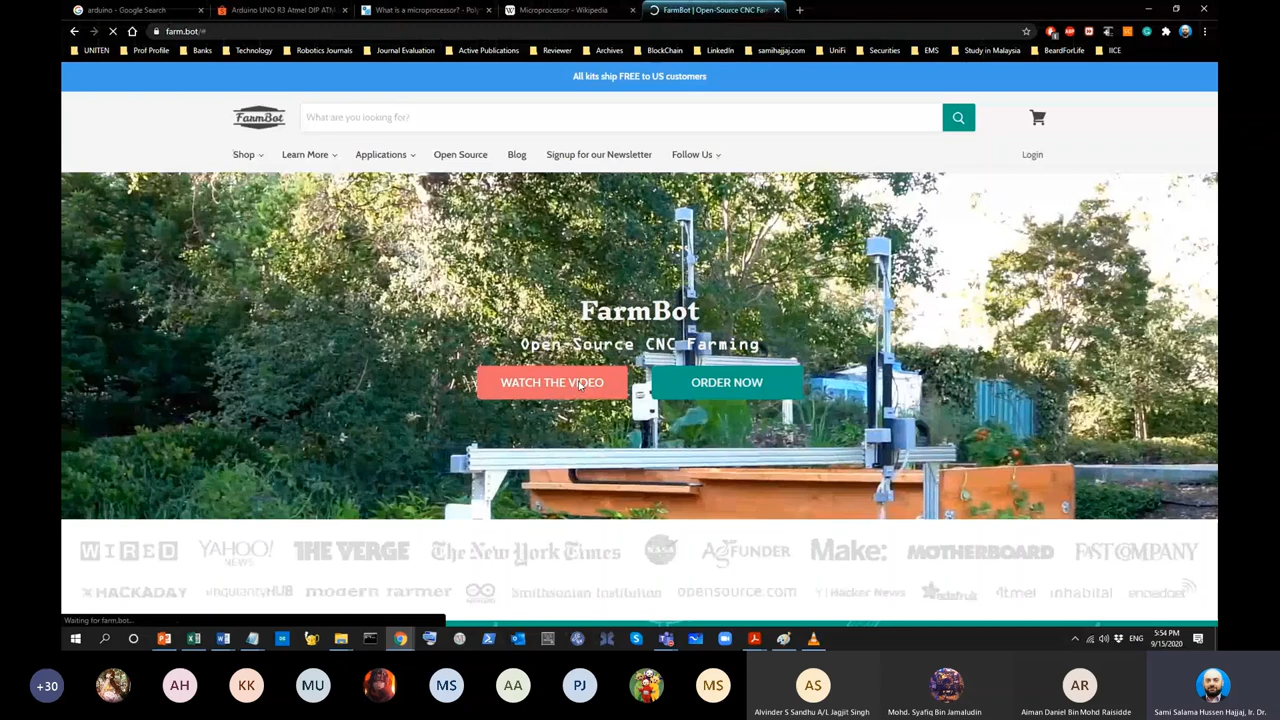 arduino - Google Search
Arduino UNO R3 Atmel DIP ATM
What is a microprocessor? - Poly
Microprocessor - Wikipedia
FarmBot | Open-Source CNC Far
farm.bot/#
UNITEN
Prof Profile
Banks
Technology
Robotics Journals
Journal Evaluation
Active Publications
Reviewer
Archives
BlockChain
LinkedIn
samihajjaj.com
UniFi
Securities
EMS
Study in Malaysia
BeardForLife
IICE
All kits ship FREE to US customers
FarmBot
What are you looking for?
Shop
Learn More
Applications
Open Source
Blog
Signup for our Newsletter
Follow Us
Login
FarmBot
Open-Source CNC Farming
WATCH THE VIDEO
ORDER NOW
WIRED
YAHOO!
NEWS
THE VERGE
The New York Times
NASA
AgFUNDER
Make:
MOTHERBOARD
FAST COMPANY
HACKADAY
modern farmer
Smithsonian Institution
opensource.com
Hacker News
adafruit
atmel
inhabitat
engadget
Waiting for farm.bot...
ENG
5:54 PM
9/15/2020
+30
AH
KK
MU
MS
AA
PJ
MS
AS
AR
Alvinder S Sandhu A/L Jagjit Singh
Mohd. Syafiq Bin Jamaludin
Aiman Daniel Bin Mohd Raisidde
Sami Salama Hussen Hajjaj, Ir. Dr.